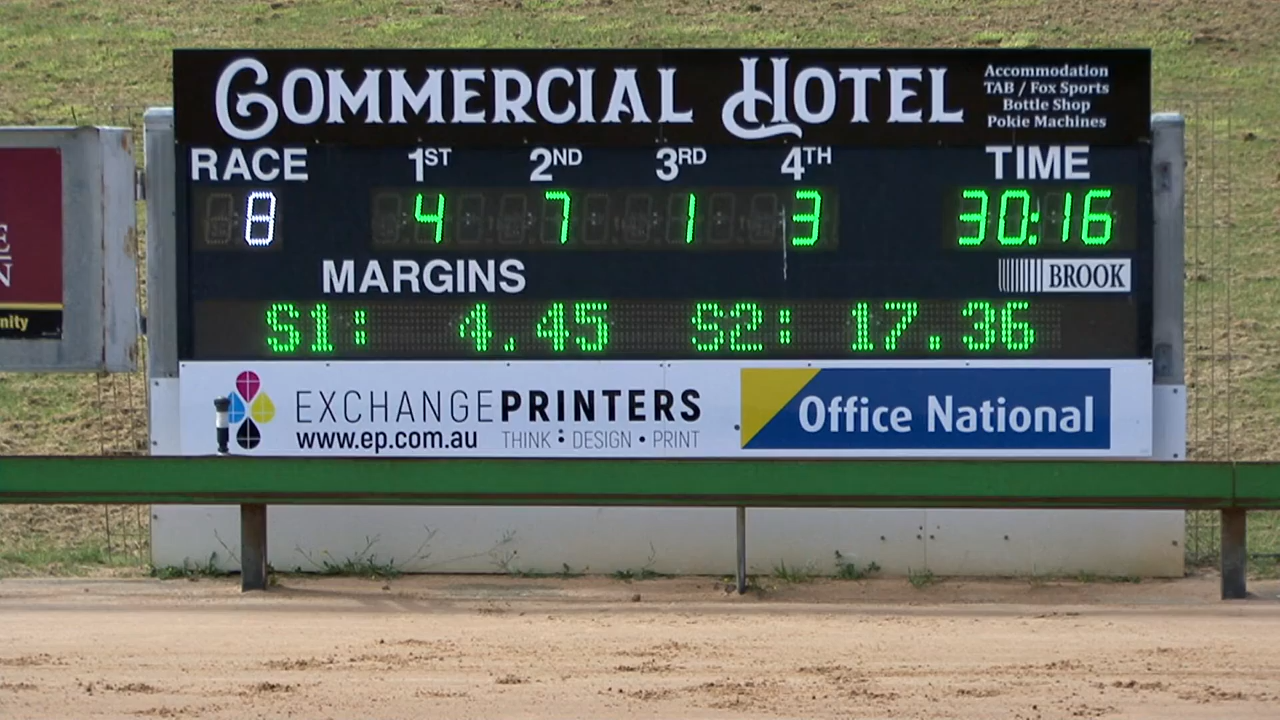 COMMERCIAL HOTEL
Accommodation
TAB / Fox Sports
Bottle Shop
Pokie Machines
RACE 1ST 2ND 3RD 4TH TIME
8 4 7 1 3 30:16
MARGINS
BROOK
S1: 4.45 S2: 17.36
EXCHANGEPRINTERS
www.ep.com.au THINK : DESIGN • PRINT
Office National
E
N
nity